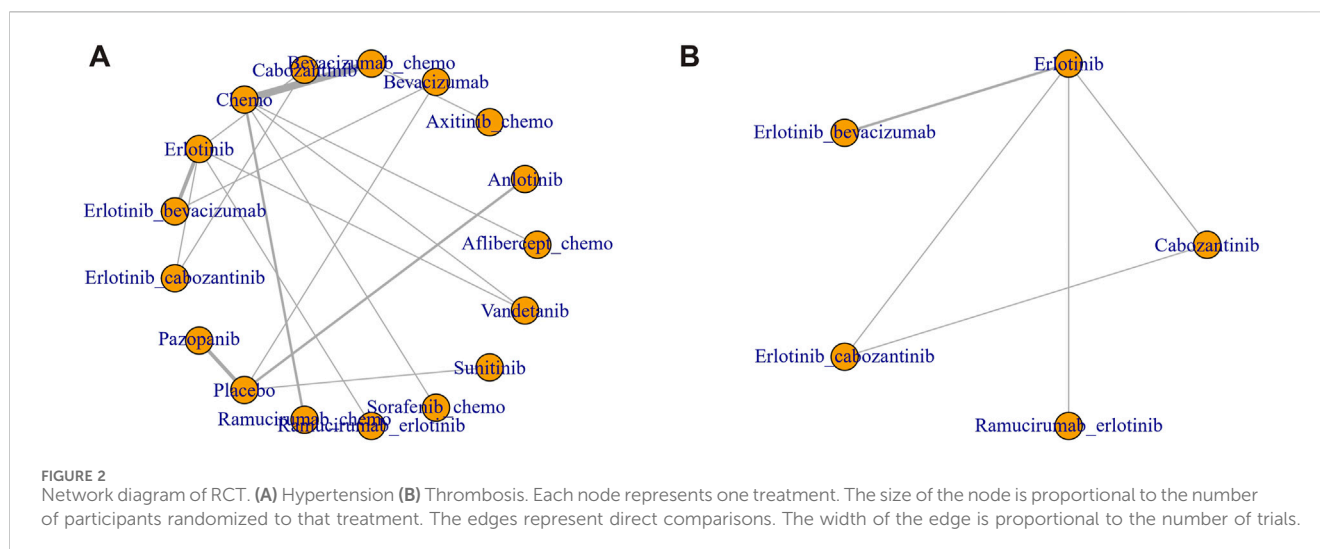 A
Bevacizumab_chemo
Cabozantinib
Bevacizumab
Chemo
Axitinib_chemo
Erlotinib
Anlotinib
Erlotinib_bevacizumab
Aflibercept_chemo
Erlotinib_cabozantinib
Vandetanib
Pazopanib
Sunitinib
Placebo
Sorafenib_chemo
Ramucirumab_chemo
Ramucirumab_erlotinib
B
Erlotinib
Erlotinib_bevacizumab
Cabozantinib
Erlotinib_cabozantinib
Ramucirumab_erlotinib
FIGURE 2
Network diagram of RCT. (A) Hypertension (B) Thrombosis. Each node represents one treatment. The size of the node is proportional to the number
of participants randomized to that treatment. The edges represent direct comparisons. The width of the edge is proportional to the number of trials.